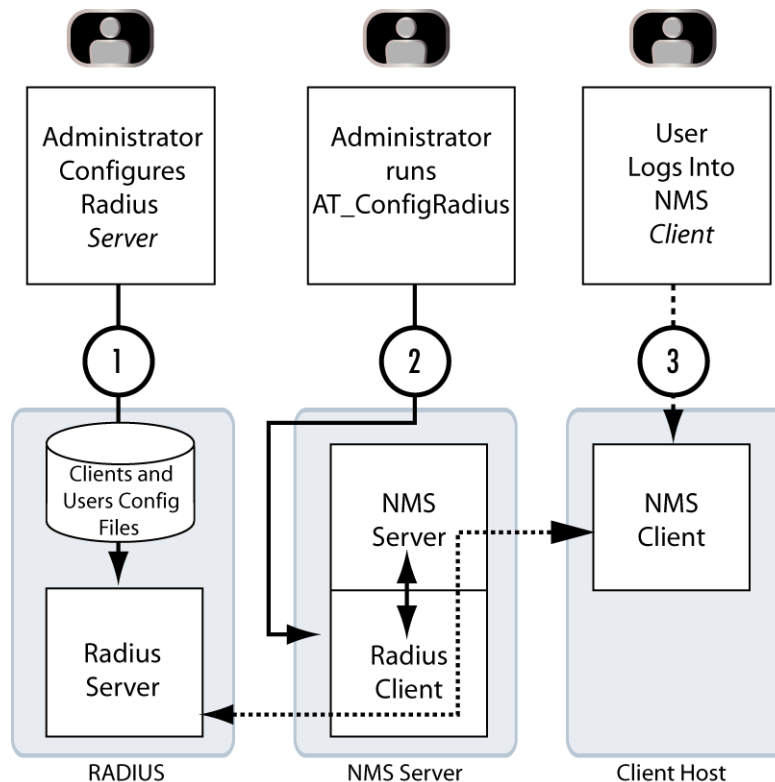 Administrator
Configures
Radius
Server
Administrator
runs
AT_ConfigRadius
User
Logs Into
NMS
Client
1
2
3
Clients and
Users Config
Files
Radius
Server
NMS
Server
Radius
Client
NMS
Client
RADIUS
NMS Server
Client Host